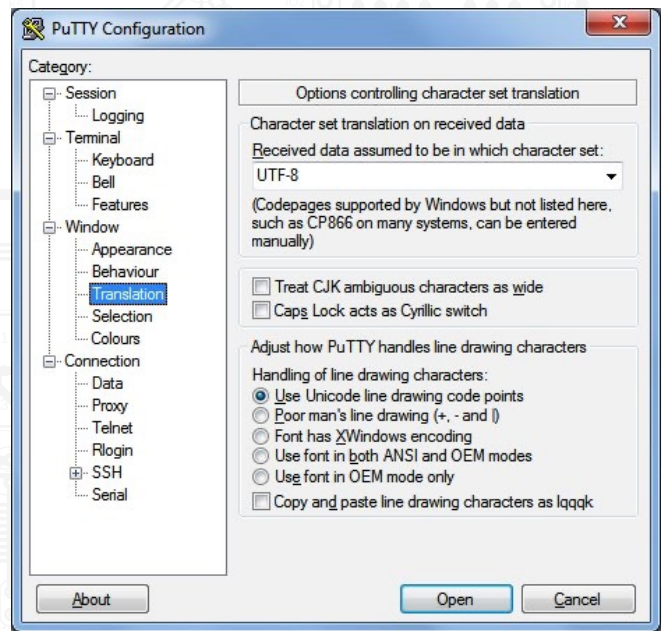 PuTTY Configuration
Category:
Session
Logging
Terminal
Keyboard
Bell
Features
Window
Appearance
Behaviour
Translation
Selection
Colours
Connection
Data
Proxy
Telnet
Rlogin
SSH
Serial
Options controlling character set translation
Character set translation on received data
Received data assumed to be in which character set:
UTF-8
(Codepages supported by Windows but not listed here,
such as CP866 on many systems, can be entered
manually)
Treat CJK ambiguous characters as wide
Caps Lock acts as Cyrillic switch
Adjust how PuTTY handles line drawing characters
Handling of line drawing characters:
Use Unicode line drawing code points
Poor man's line drawing (+, - and |)
Font has XWindows encoding
Use font in both ANSI and OEM modes
Use font in OEM mode only
Copy and paste line drawing characters as lqqqk
About
Open
Cancel